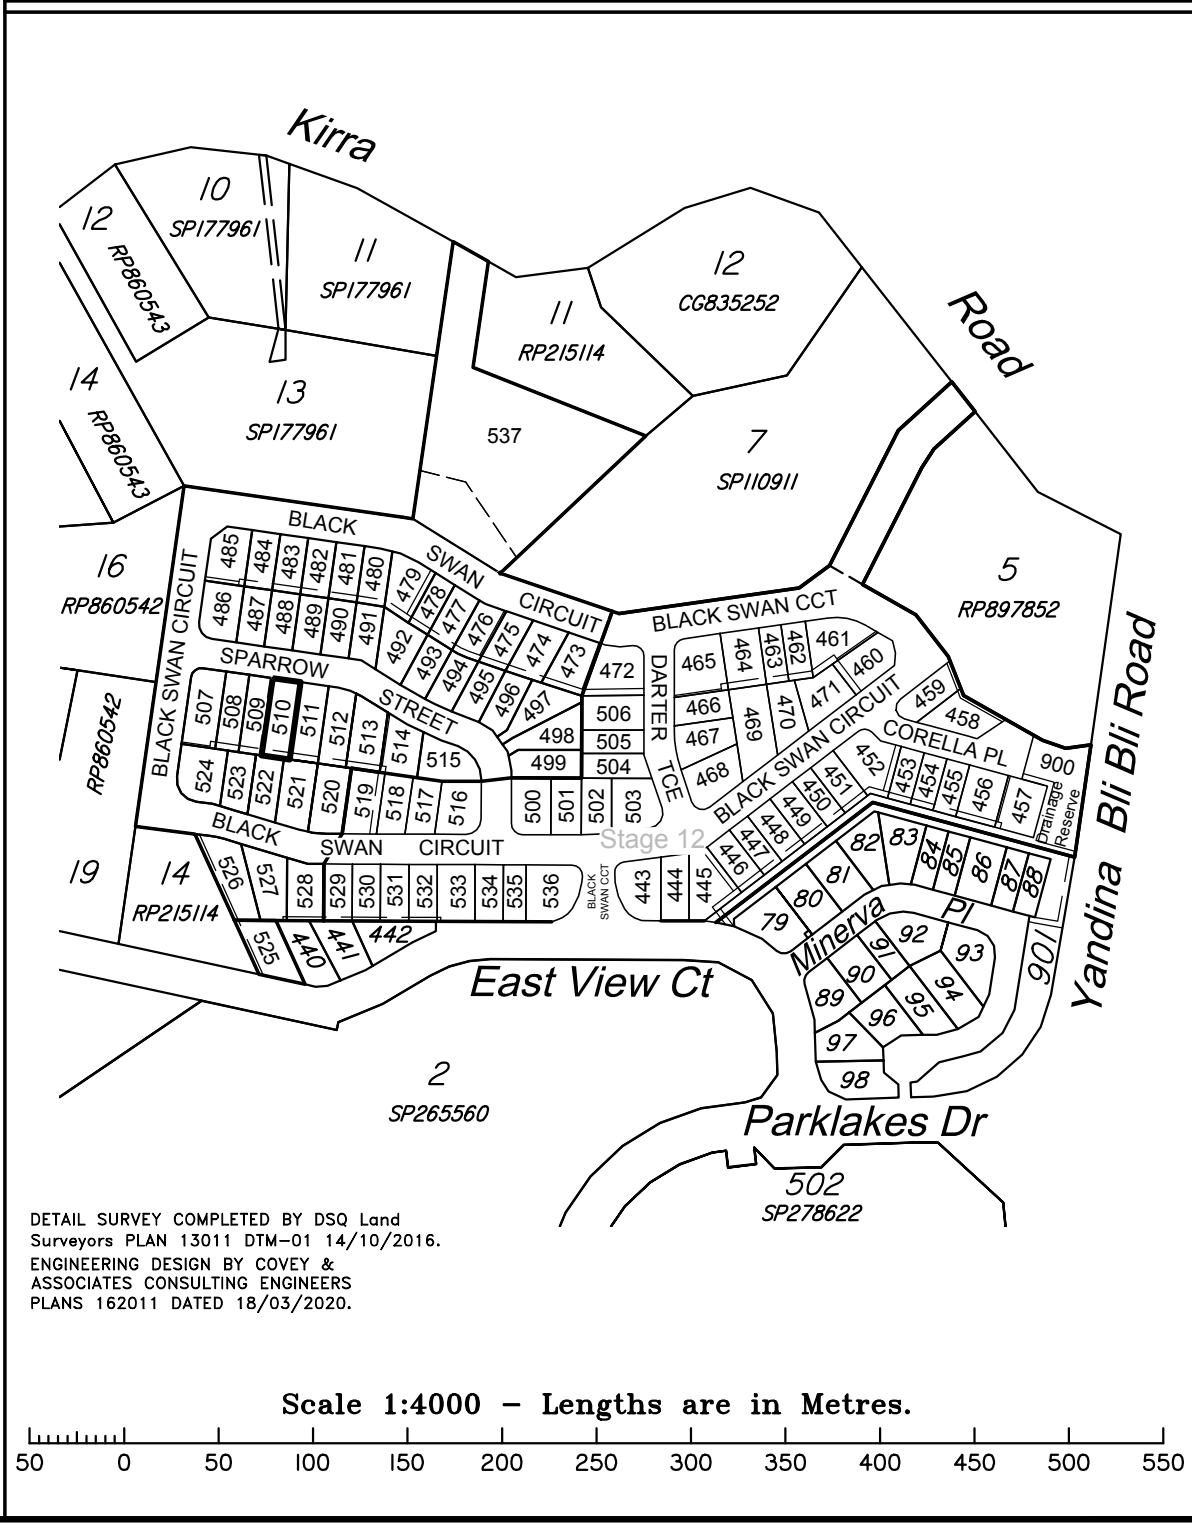 Kirra
Road
10
SP177961
12
RP860543
11
SP177961
12
CG835252
11
RP215114
14
RP860543
13
SP177961
537
7
SP110911
5
RP897852
16
RP860542
BLACK SWAN CIRCUIT
BLACK SWAN CCT
BLACK SWAN CIRCUIT
485 484 483 482 481 480 479 478 477 476 475 474 473
486 487 488 489 490 491 492 493 494 495 496 497
498
499
472
506
505
504
DARTER TCE
465 464 463 462 461
460
466
467
468
469 470 471
459
458
SPARROW STREET
507 508 509 510 511 512 513 514 515
524 523 522 521 520 519 518 517 516
500 501 502 503
BLACK SWAN CIRCUIT
CORELLA PL
452 453 454 455 456 457
900
Drainage Reserve
446 447 448 449 450 451
RP860542
Stage 12
BLACK SWAN CIRCUIT
526 527 528 529 530 531 532 533 534 535 536
BLACK
SWAN CCT
443 444 445
19
14
RP215114
525 440 441 442
79 80 81 82 83 84 85 86 87 88
Minerva Pl
89 90 91 92 93
94 95 96
97
98
901
Yandina Bli Bli Road
East View Ct
2
SP265560
Parklakes Dr
502
SP278622
DETAIL SURVEY COMPLETED BY DSQ Land
Surveyors PLAN 13011 DTM-01 14/10/2016.
ENGINEERING DESIGN BY COVEY &
ASSOCIATES CONSULTING ENGINEERS
PLANS 162011 DATED 18/03/2020.
Scale 1:4000 - Lengths are in Metres.
50 0 50 100 150 200 250 300 350 400 450 500 550